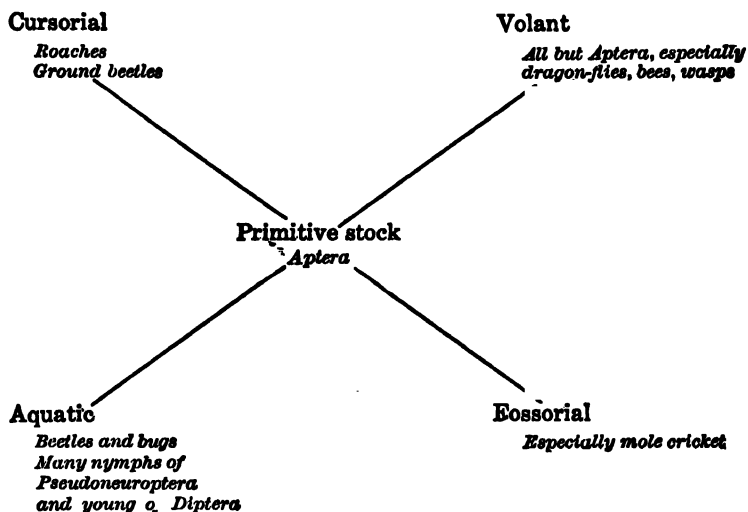 Cursorial
Roaches
Ground beetles
Volant
All but Aptera, especially
dragon-flies, bees, wasps
Primitive stock
Aptera
Aquatic
Beetles and bugs
Many nymphs of
Pseudoneuroptera
and young o Diptera
Eossorial
Especially mole cricket